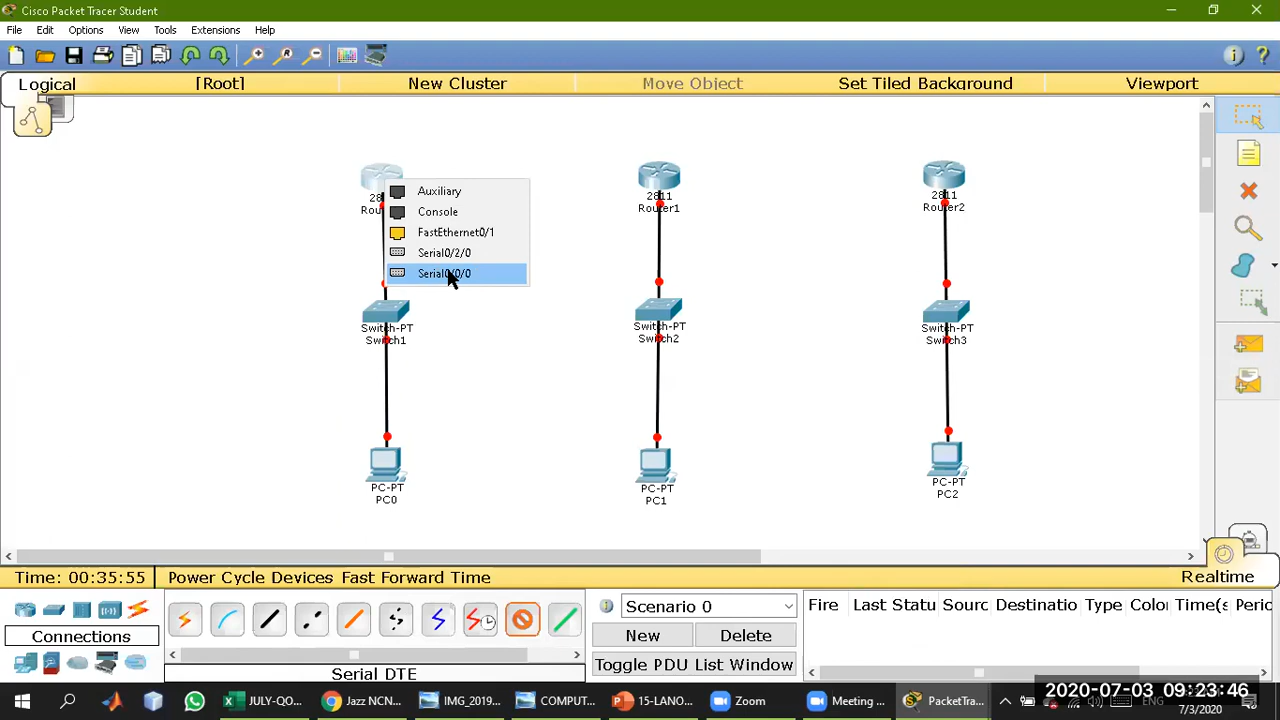 Cisco Packet Tracer Student
File Edit Options View Tools Extensions Help
Logical [Root] New Cluster Move Object Set Tiled Background Viewport
Auxiliary
Console
FastEthernet0/1
Serial0/2/0
Serial0/0/0
2811
Router1
2811
Router2
Switch-PT
Switch1
Switch-PT
Switch2
Switch-PT
Switch3
PC-PT
PC0
PC-PT
PC1
PC-PT
PC2
Time: 00:35:55 Power Cycle Devices Fast Forward Time Realtime
Connections
Serial DTE
Scenario 0
New Delete
Toggle PDU List Window
Fire Last Statu Sourc Destinatio Type Color Time(s Perio
JULY-QO... Jazz NCN... IMG_2019... COMPUT... 15-LANO... Zoom Meeting ... PacketTra... ENG
2020-07-03 09:23:46
7/3/2020